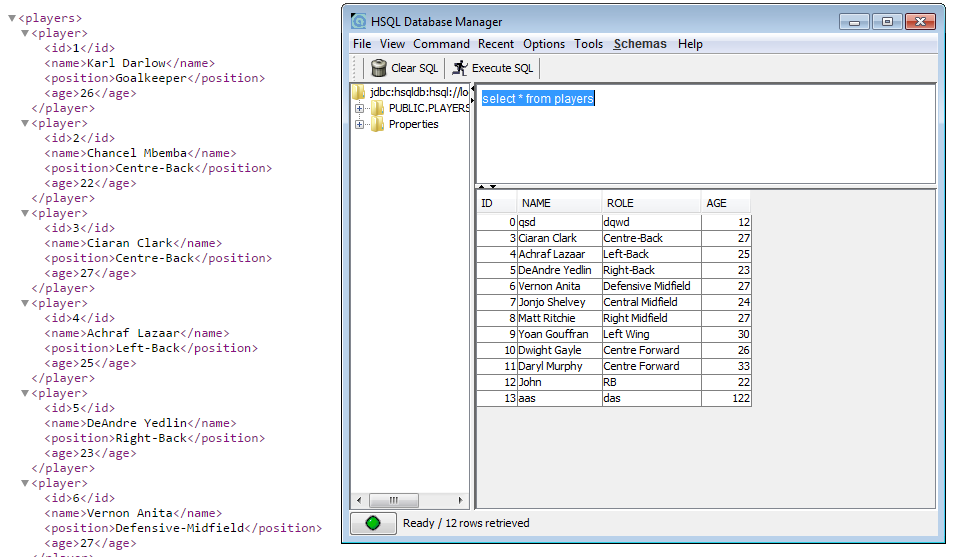 ▼<players>
▼<player>
<id>1</id>
<name>Karl Darlow</name>
<position>Goalkeeper</position>
<age>26</age>
</player>
▼<player>
<id>2</id>
<name>Chancel Mbemba</name>
<position>Centre-Back</position>
<age>22</age>
</player>
▼<player>
<id>3</id>
<name>Ciaran Clark</name>
<position>Centre-Back</position>
<age>27</age>
</player>
▼<player>
<id>4</id>
<name>Achraf Lazaar</name>
<position>Left-Back</position>
<age>25</age>
</player>
▼<player>
<id>5</id>
<name>DeAndre Yedlin</name>
<position>Right-Back</position>
<age>23</age>
</player>
▼<player>
<id>6</id>
<name>Vernon Anita</name>
<position>Defensive-Midfield</position>
<age>27</age>
</player>
HSQL Database Manager
File View Command Recent Options Tools Schemas Help
Clear SQL Execute SQL
jdbc:hsqldb:hsql://lo
PUBLIC.PLAYERS
Properties
select * from players
ID NAME ROLE AGE
0 qsd dqwd 12
3 Ciaran Clark Centre-Back 27
4 Achraf Lazaar Left-Back 25
5 DeAndre Yedlin Right-Back 23
6 Vernon Anita Defensive Midfield 27
7 Jonjo Shelvey Central Midfield 24
8 Matt Ritchie Right Midfield 27
9 Yoan Gouffran Left Wing 30
10 Dwight Gayle Centre Forward 26
11 Daryl Murphy Centre Forward 33
12 John RB 22
13 aas das 122
Ready / 12 rows retrieved